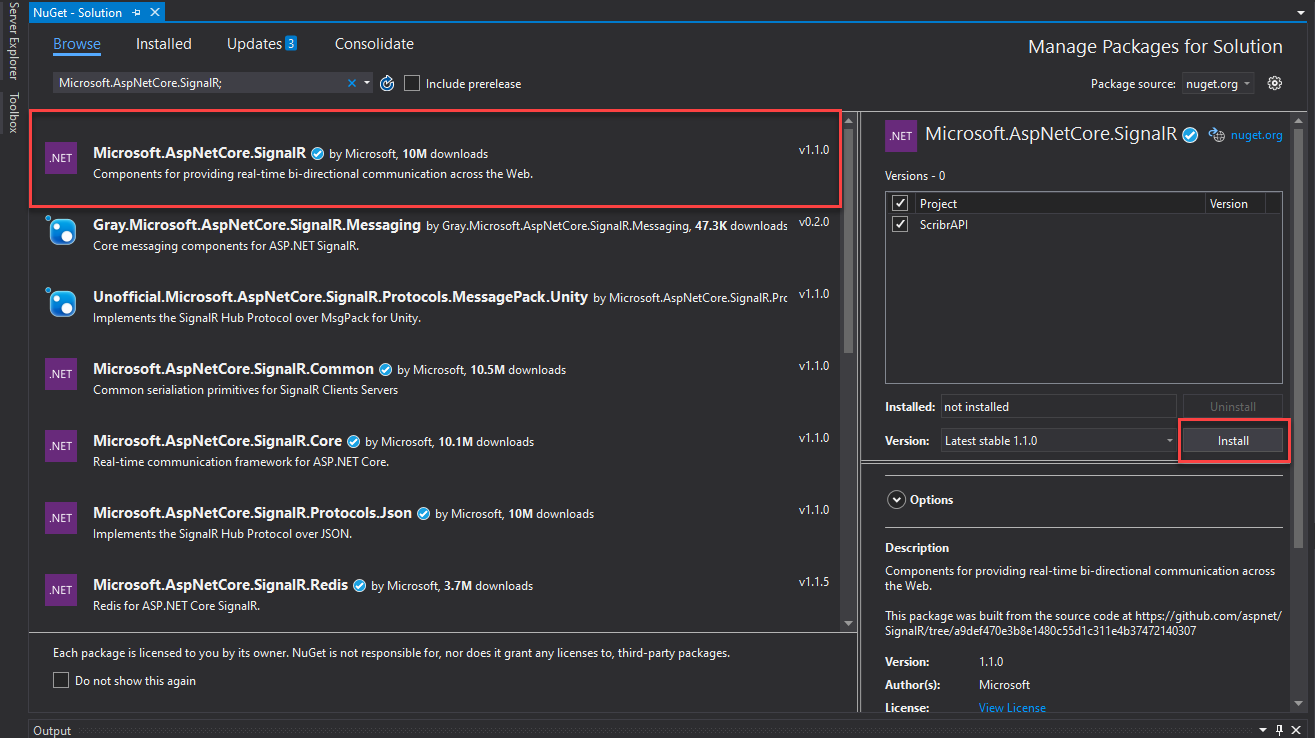 Server Explorer
Toolbox
NuGet - Solution
Browse Installed Updates 3 Consolidate
Manage Packages for Solution
Microsoft.AspNetCore.SignalR;
Include prerelease
Package source: nuget.org
.NET
Microsoft.AspNetCore.SignalR by Microsoft, 10M downloads v1.1.0
Components for providing real-time bi-directional communication across the Web.
Gray.Microsoft.AspNetCore.SignalR.Messaging by Gray.Microsoft.AspNetCore.SignalR.Messaging, 47.3K downloads v0.2.0
Core messaging components for ASP.NET SignalR.
Unofficial.Microsoft.AspNetCore.SignalR.Protocols.MessagePack.Unity by Microsoft.AspNetCore.SignalR.Prc v1.1.0
Implements the SignalR Hub Protocol over MsgPack for Unity.
.NET
Microsoft.AspNetCore.SignalR.Common by Microsoft, 10.5M downloads v1.1.0
Common serialiation primitives for SignalR Clients Servers
.NET
Microsoft.AspNetCore.SignalR.Core by Microsoft, 10.1M downloads v1.1.0
Real-time communication framework for ASP.NET Core.
.NET
Microsoft.AspNetCore.SignalR.Protocols.Json by Microsoft, 10M downloads v1.1.0
Implements the SignalR Hub Protocol over JSON.
.NET
Microsoft.AspNetCore.SignalR.Redis by Microsoft, 3.7M downloads v1.1.5
Redis for ASP.NET Core SignalR.
Each package is licensed to you by its owner. NuGet is not responsible for, nor does it grant any licenses to, third-party packages.
Do not show this again
.NET
Microsoft.AspNetCore.SignalR nuget.org
Versions - 0
Project Version
ScribrAPI
Installed: not installed Uninstall
Version: Latest stable 1.1.0 Install
Options
Description
Components for providing real-time bi-directional communication across
the Web.
This package was built from the source code at https://github.com/aspnet/
SignalR/tree/a9def470e3b8e1480c55d1c311e4b37472140307
Version: 1.1.0
Author(s): Microsoft
License: View License
Output